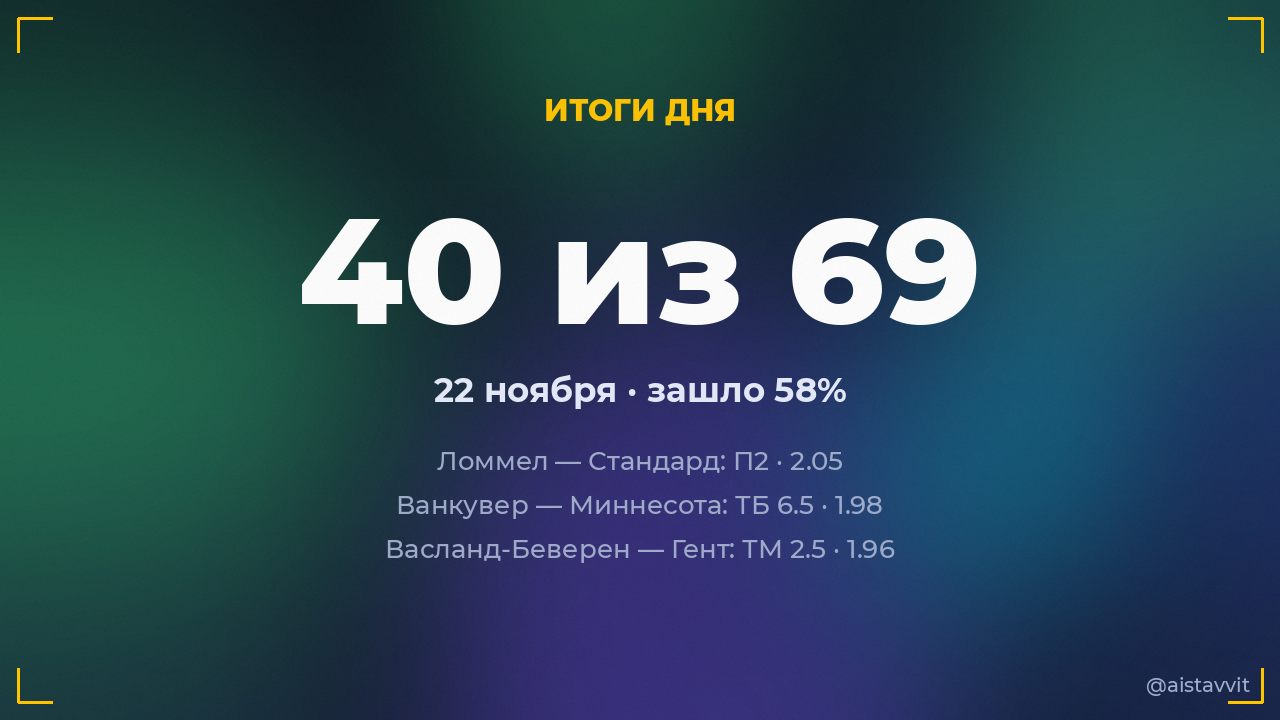 ИТОГИ ДНЯ
40 из 69
22 ноября · зашло 58%
Ломмел — Стандард: П2 · 2.05
Ванкувер — Миннесота: ТБ 6.5 · 1.98
Васланд-Беверен — Гент: ТМ 2.5 · 1.96
@aistavvit